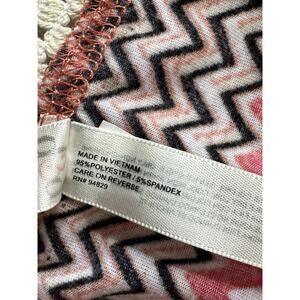 MADE IN VIETNAM
95%POLYESTER / 5%SPANDEX
CARE ON REVERSE
RN# 94829